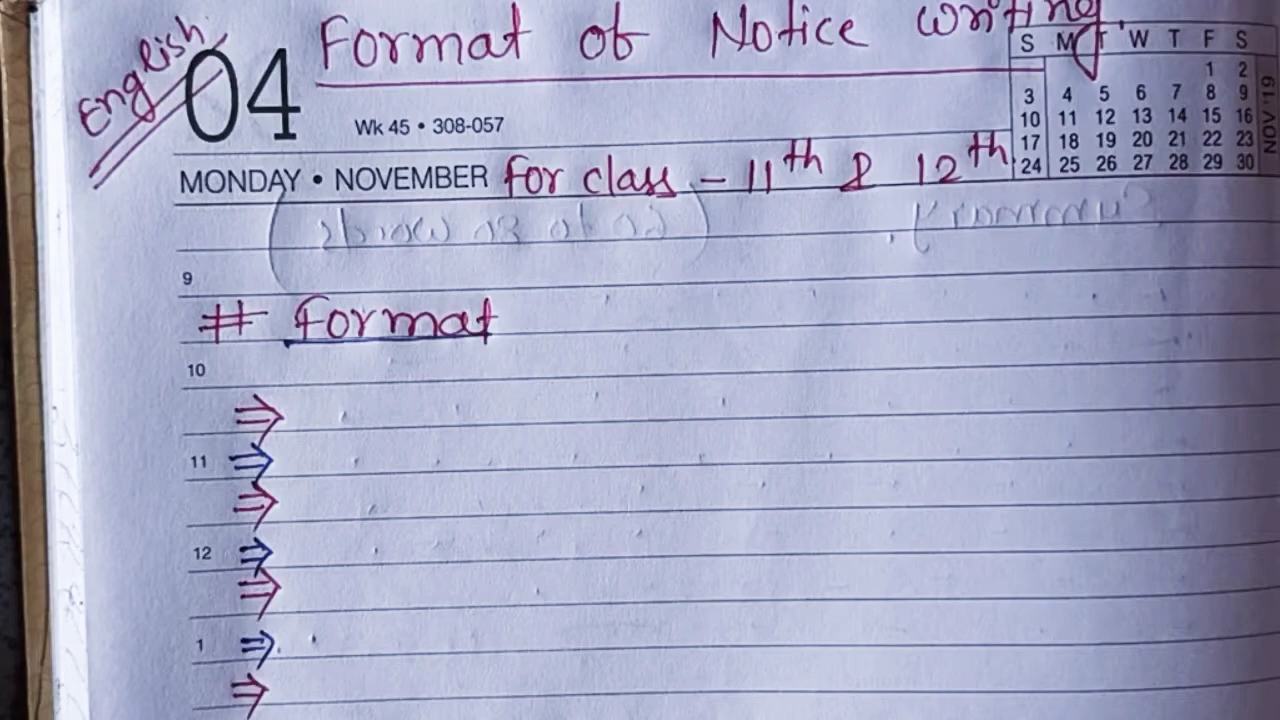 English
Format of Notice writing.
04
Wk 45 • 308-057
S M T W T F S
1 2
3 4 5 6 7 8 9
10 11 12 13 14 15 16
17 18 19 20 21 22 23
24 25 26 27 28 29 30
NOV '19
MONDAY • NOVEMBER for class - 11th & 12th
9
# Format
10
⇒
11 ⇒
⇒
12 ⇒
⇒
1 ⇒
⇒